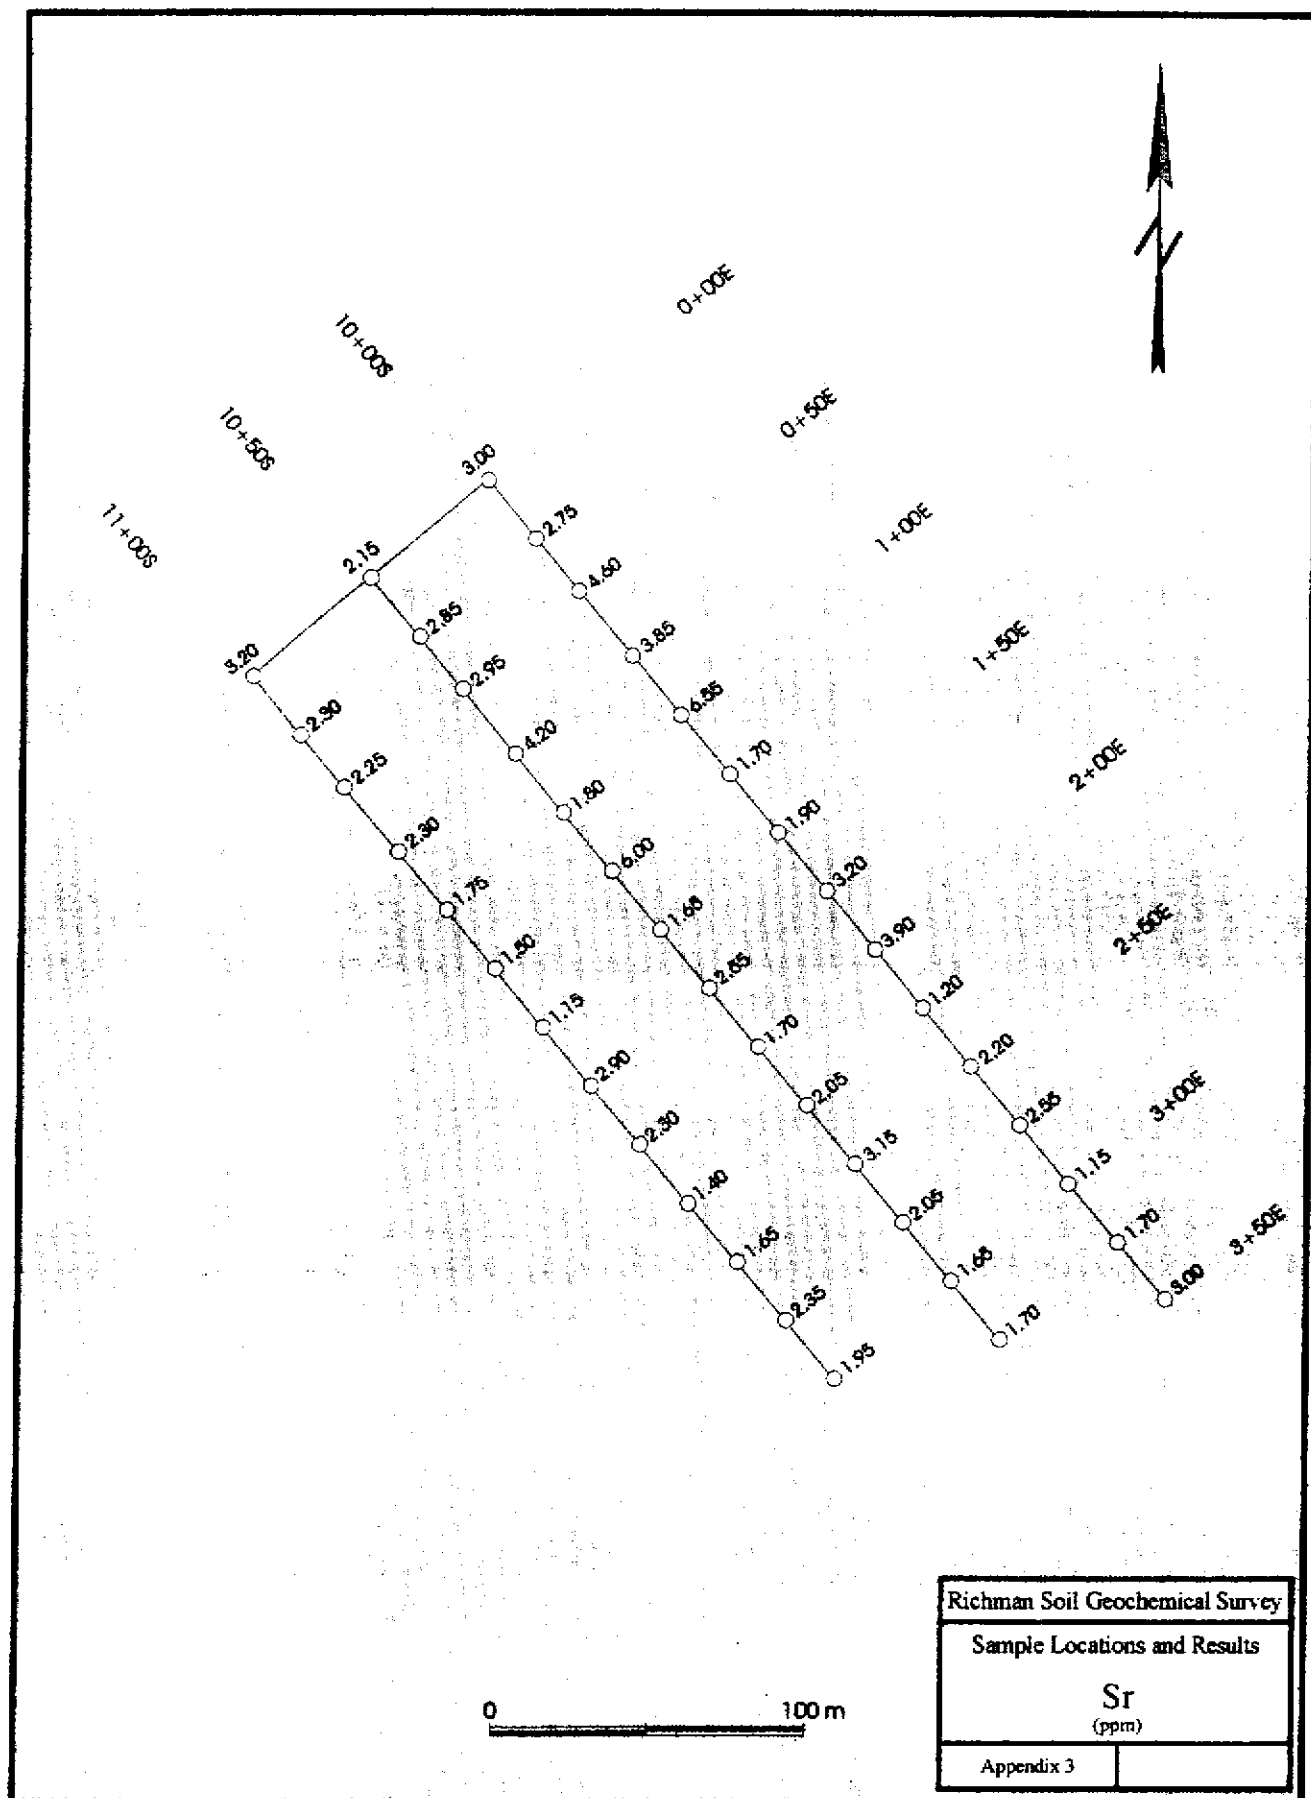 0+00E
10+00S
0+50E
10+50S
3.00
11+00S
2.75
1+00E
2.15
4.60
2.85
3.85
1+50E
3.20
2.95
6.55
2.30
4.20
1.70
2+00E
2.25
1.80
1.90
2.30
6.00
3.20
1.75
1.65
3.90
2+50E
1.50
2.85
1.20
1.15
1.70
2.20
2.90
2.05
2.55
3+00E
2.30
3.15
1.15
1.40
2.05
1.70
3+50E
1.65
1.65
3.00
2.35
1.70
1.95
Richman Soil Geochemical Survey
Sample Locations and Results
Sr
(ppm)
Appendix 3
0 100 m